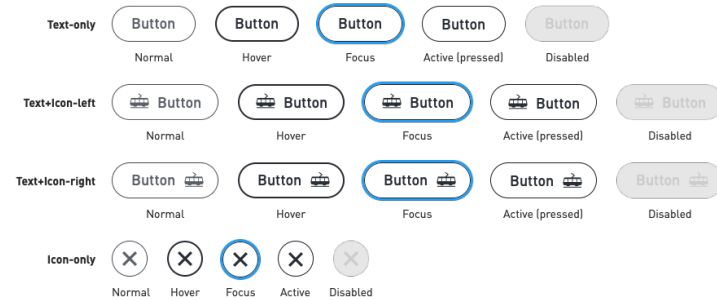 Text-only Button Button Button Button Button
Normal Hover Focus Active (pressed) Disabled
Text+Icon-left Button Button Button Button Button
Normal Hover Focus Active (pressed) Disabled
Text+Icon-right Button Button Button Button Button
Normal Hover Focus Active (pressed) Disabled
Icon-only
Normal Hover Focus Active Disabled